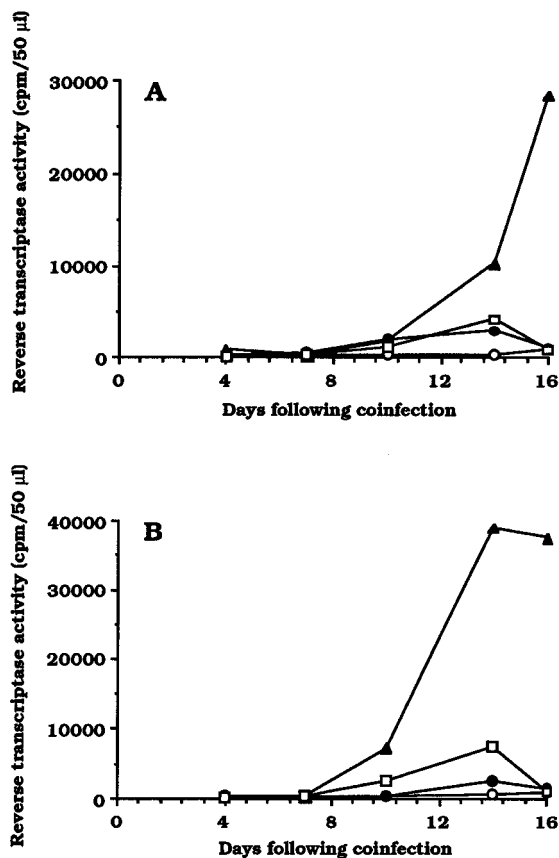 A
Reverse transcriptase activity (cpm/50 µl)
30000
20000
10000
0
0 4 8 12 16
Days following coinfection
B
Reverse transcriptase activity (cpm/50 µl)
40000
30000
20000
10000
0
0 4 8 12 16
Days following coinfection